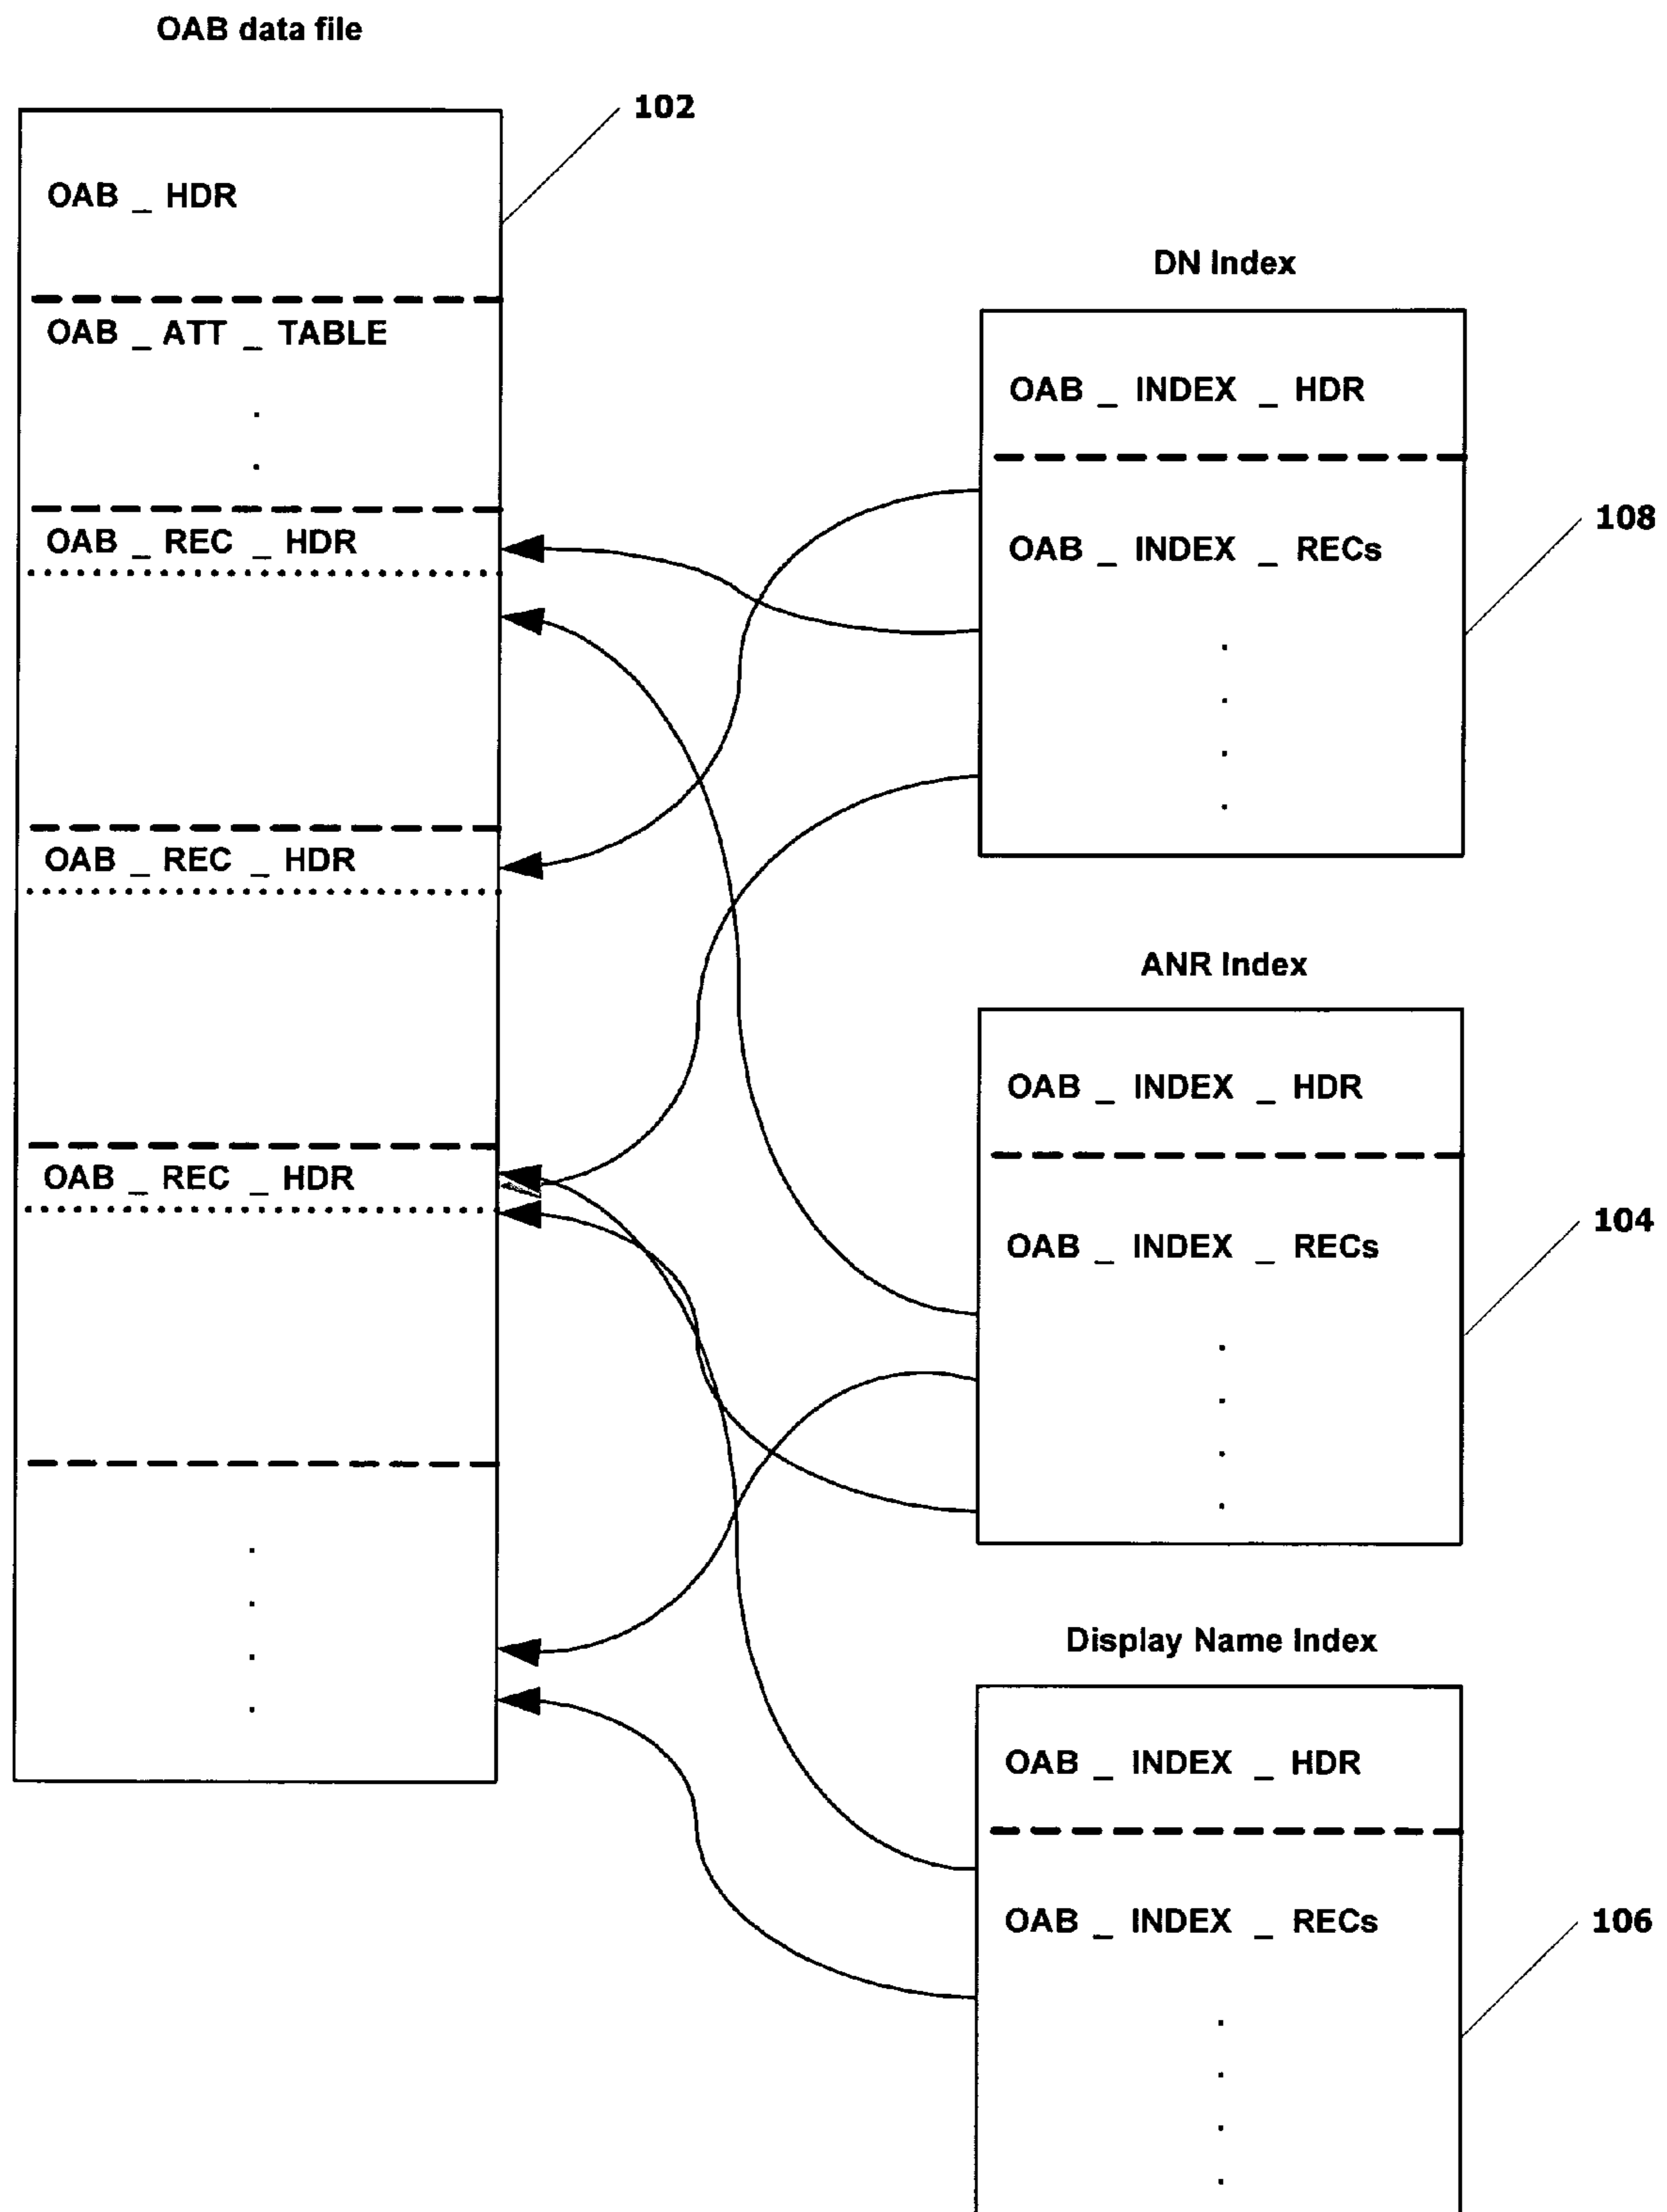 OAB data file
102
OAB _ HDR
OAB _ ATT _ TABLE
.
.
OAB _ REC _ HDR
OAB _ REC _ HDR
OAB _ REC _ HDR
.
.
.
.
DN Index
OAB _ INDEX _ HDR
OAB _ INDEX _ RECs
108
.
.
.
.
ANR Index
OAB _ INDEX _ HDR
OAB _ INDEX _ RECs
104
.
.
.
.
Display Name Index
OAB _ INDEX _ HDR
OAB _ INDEX _ RECs
106
.
.
.
.